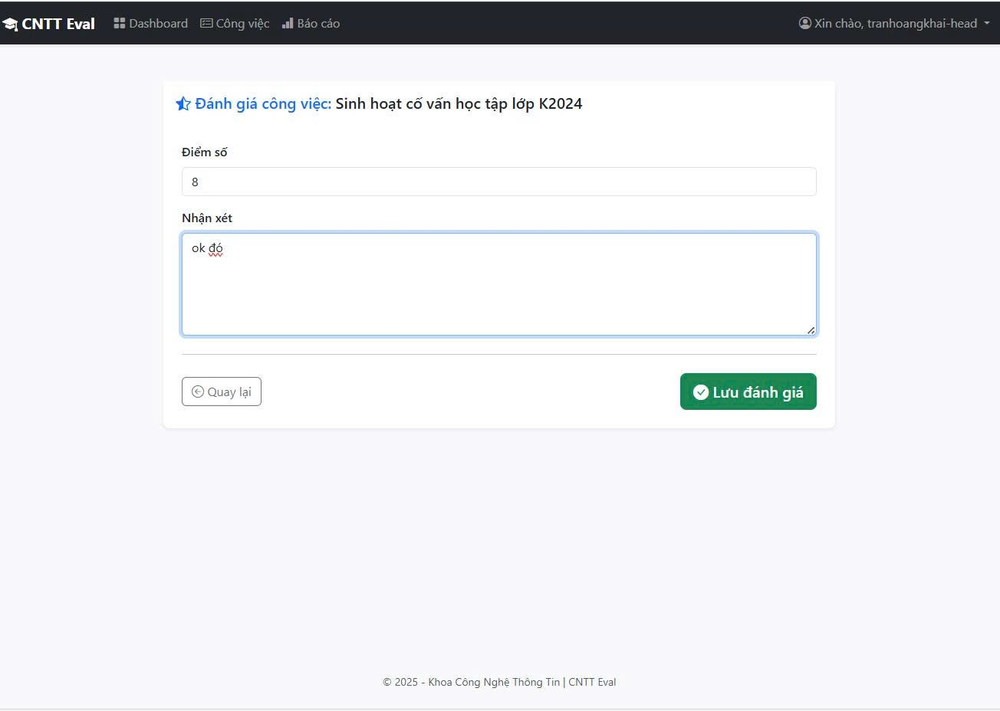 CNTT Eval Dashboard Công việc Báo cáo Xin chào, tranhoangkhai-head
Đánh giá công việc: Sinh hoạt cố vấn học tập lớp K2024
Điểm số
8
Nhận xét
ok đó
Quay lại Lưu đánh giá
© 2025 - Khoa Công Nghệ Thông Tin | CNTT Eval